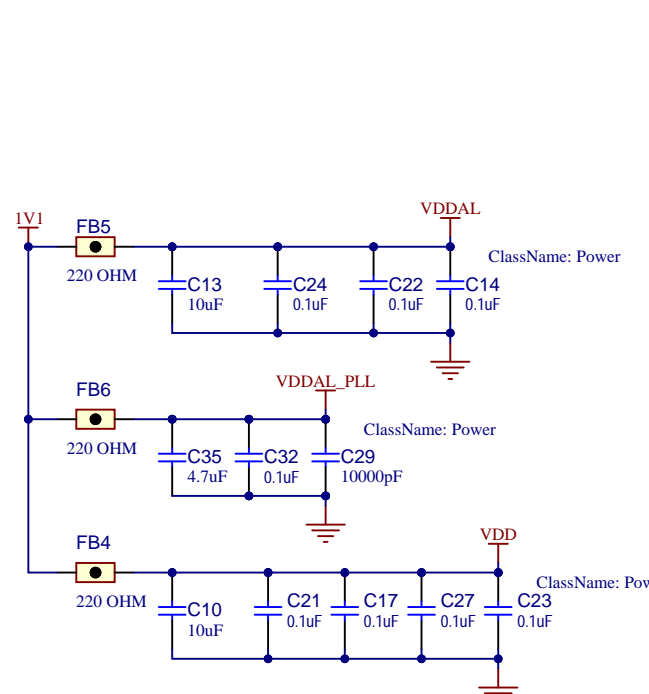 VDDAL
1V1
FB5
ClassName: Power
220 OHM
C13
C24
C22
C14
10uF
0.1uF
0.1uF
0.1uF
VDDAL_PLL
FB6
ClassName: Power
220 OHM
C35
C32
C29
4.7uF
0.1uF
10000pF
VDD
FB4
ClassName: Pow
220 OHM
C10
C21
C17
C27
C23
10uF
0.1uF
0.1uF
0.1uF
0.1uF